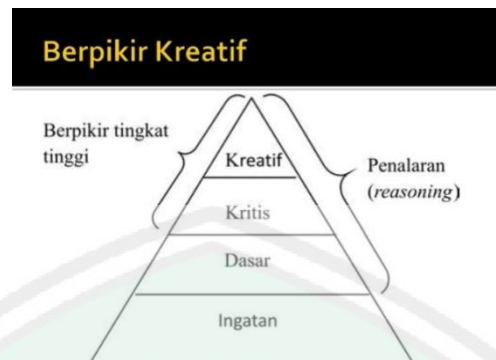 Berpikir Kreatif
Berpikir tingkat
tinggi
Kreatif
Penalaran
(reasoning)
Kritis
Dasar
Ingatan